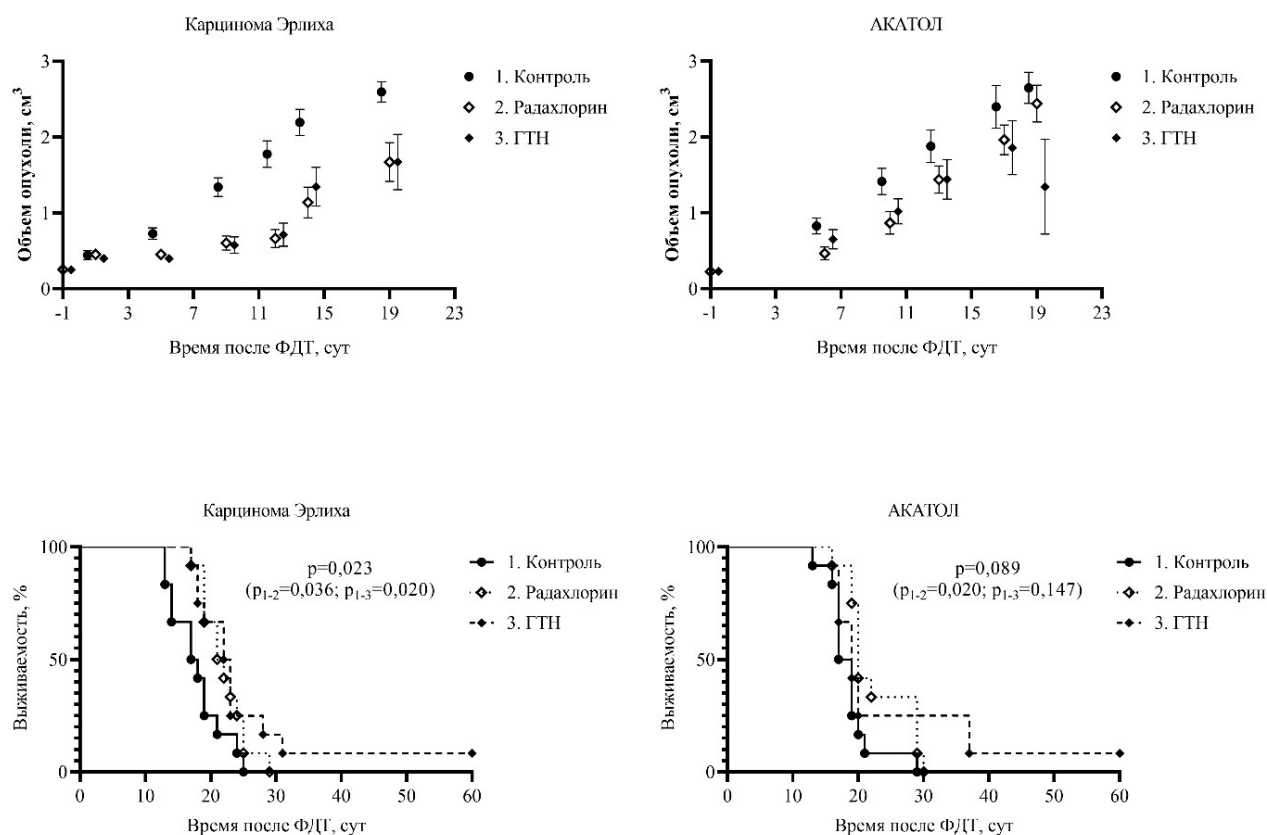 Карцинома Эрлиха
Объем опухоли, см³
3
2
1
0
-1 3 7 11 15 19 23
Время после ФДТ, сут
1. Контроль
2. Радахлорин
3. ГТН
АКАТОЛ
Объем опухоли, см³
3
2
1
0
-1 3 7 11 15 19 23
Время после ФДТ, сут
1. Контроль
2. Радахлорин
3. ГТН
Карцинома Эрлиха
Выживаемость, %
100
50
0
0 10 20 30 40 50 60
Время после ФДТ, сут
p=0,023
(p1-2=0,036; p1-3=0,020)
1. Контроль
2. Радахлорин
3. ГТН
АКАТОЛ
Выживаемость, %
100
50
0
0 10 20 30 40 50 60
Время после ФДТ, сут
p=0,089
(p1-2=0,020; p1-3=0,147)
1. Контроль
2. Радахлорин
3. ГТН